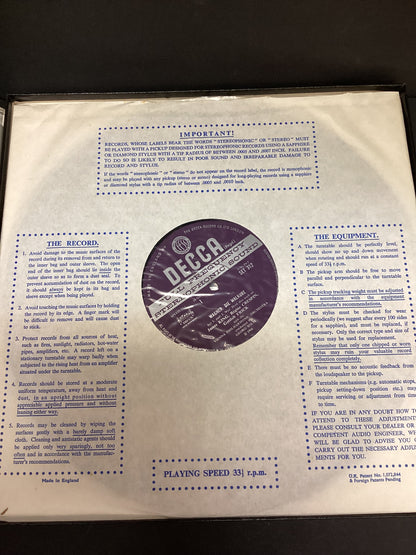 IMPORTANT!
RECORDS, WHOSE LABELS BEAR THE WORDS "STEREOPHONIC" OR "STEREO" MUST
BE PLAYED WITH A PICKUP DESIGNED FOR STEREOPHONIC RECORDS USING A SAPPHIRE
OR DIAMOND STYLUS WITH A TIP RADIUS OF BETWEEN .0005 AND .0007 INCH. FAILURE
TO DO SO IS LIKELY TO RESULT IN POOR SOUND AND IRREPARABLE DAMAGE TO
RECORD AND STYLUS.
If the words "stereophonic" or "stereo" do not appear on the record label, the record is monophonic
and may be played with any pickup (stereo or mono) designed for long-playing records using a sapphire
or diamond stylus with a tip radius of between .0005 and .0010 inch.
THE RECORD.
1. Avoid damage to the music surfaces of the
record during its removal from and return to
the inner bag and outer sleeve. The open
end of the inner bag should lie inside the
outer sleeve so as to form a dust seal. To
prevent accumulation of dust on the record,
it should always be kept in its bag and
sleeve except when being played.
2. Avoid touching the music surfaces by holding
the record by its edge. A finger mark will
be difficult to remove and will cause dust
to stick.
3. Protect records from all sources of heat,
such as fires, sunlight, radiators, hot-water
pipes, amplifiers, etc. A record left on a
stationary turntable may warp badly when
subjected to the rising heat from an amplifier
situated under the turntable.
4. Records should be stored at a moderate
uniform temperature, away from heat and
dust, in an upright position without
appreciable applied pressure and without
leaning either way.
5. Records may be cleaned by wiping the
surfaces gently with a barely damp soft
cloth. Cleaning and antistatic agents should
be applied only very sparingly, not too
often and in accordance with the manufac-
turer's recommendations.
DECCA
FULL FREQUENCY
STEREOPHONIC SOUND
WAGNER: DIE WALKÜRE
THE EQUIPMENT.
A The turntable should be perfectly level,
should show no up and down movement
when rotating and should run at a constant
speed of 33⅓ r.p.m.
B The pickup arm should be free to move
parallel and perpendicular to the turntable
surface.
C The pickup tracking weight must be adjusted
in accordance with the equipment
manufacturer's recommendations.
D The stylus must be checked for wear
periodically (we suggest after every 100 sides
for a sapphire), and must be replaced, if
necessary. Only the correct type and size of
stylus may be used for replacement.
Remember that only one chipped or worn
stylus may ruin your valuable record
collection completely.
E There must be no acoustic feedback from
the loudspeaker to the pickup.
F Turntable mechanisms (e.g. automatic stop,
pickup setting-down position etc.) may
require servicing or adjustment from time
to time.
IF YOU ARE IN ANY DOUBT HOW TO
ATTEND TO THESE ADJUSTMENTS
PLEASE CONSULT YOUR DEALER OR A
COMPETENT AUDIO ENGINEER, WHO
WILL BE GLAD TO ADVISE YOU OR
CARRY OUT THE NECESSARY ADJUST-
MENTS FOR YOU.
PLAYING SPEED 33⅓ r.p.m.
Made in England
U.K. Patent No. 1,072,844
& Foreign Patents Pending